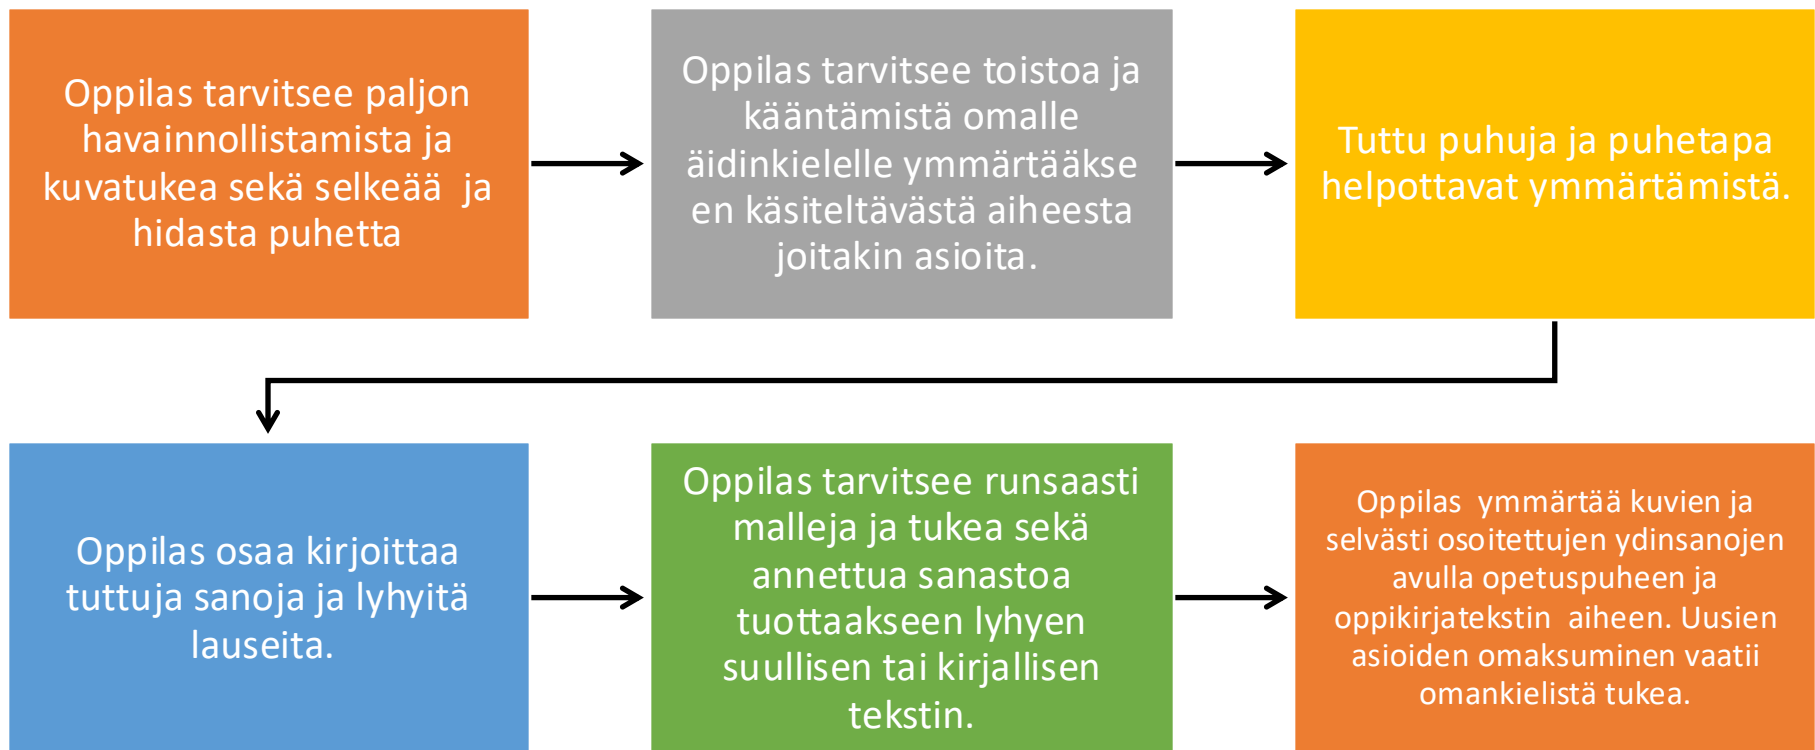 Oppilas tarvitsee paljon
havainnollistamista ja
kuvatukea sekä selkeää  ja
hidasta puhetta
Oppilas tarvitsee toistoa ja
kääntämistä omalle
äidinkielelle ymmärtääkse
en käsiteltävästä aiheesta
joitakin asioita.
Tuttu puhuja ja puhetapa
helpottavat ymmärtämistä.
Oppilas osaa kirjoittaa
tuttuja sanoja ja lyhyitä
lauseita.
Oppilas tarvitsee runsaasti
malleja ja tukea sekä
annettua sanastoa
tuottaakseen lyhyen
suullisen tai kirjallisen
tekstin.
Oppilas  ymmärtää kuvien ja
selvästi osoitettujen ydinsanojen
avulla opetuspuheen ja
oppikirjatekstin  aiheen. Uusien
asioiden omaksuminen vaatii
omankielistä tukea.